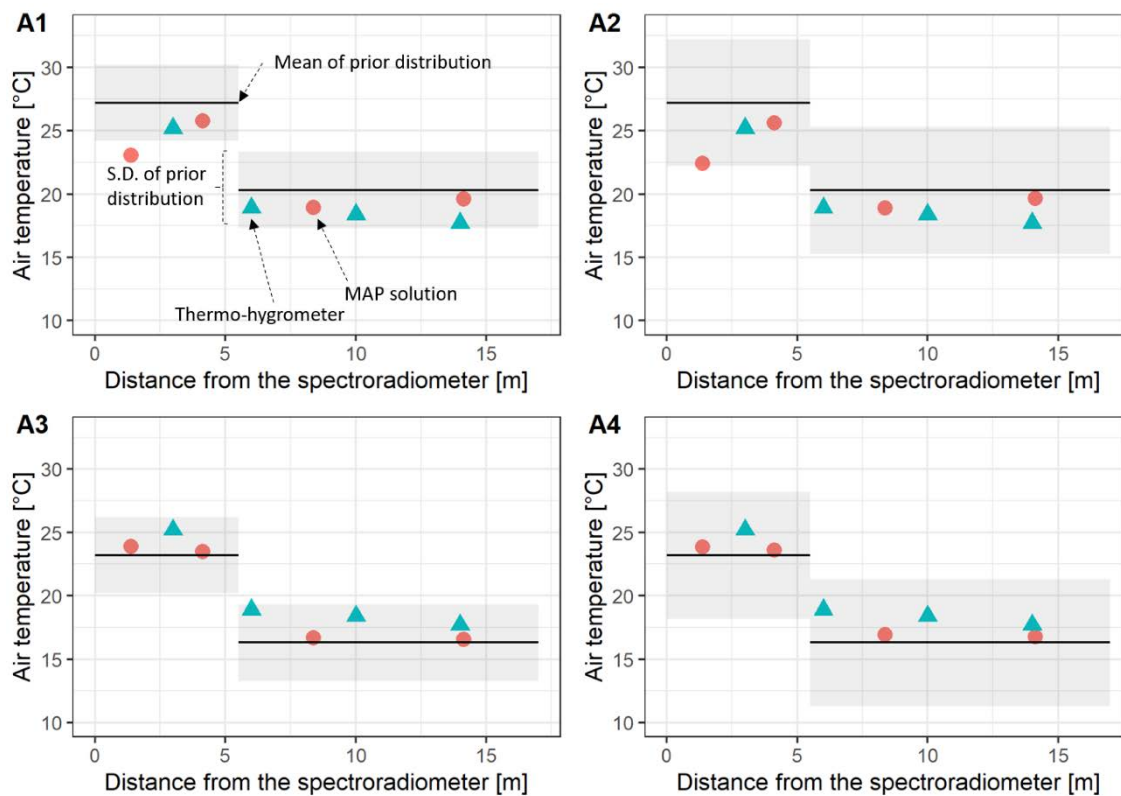 A1
Air temperature [°C]
30
25
20
15
10
Mean of prior distribution
S.D. of prior
distribution
MAP solution
Thermo-hygrometer
0
5
10
15
Distance from the spectroradiometer [m]
A2
Air temperature [°C]
30
25
20
15
10
0
5
10
15
Distance from the spectroradiometer [m]
A3
Air temperature [°C]
30
25
20
15
10
0
5
10
15
Distance from the spectroradiometer [m]
A4
Air temperature [°C]
30
25
20
15
10
0
5
10
15
Distance from the spectroradiometer [m]